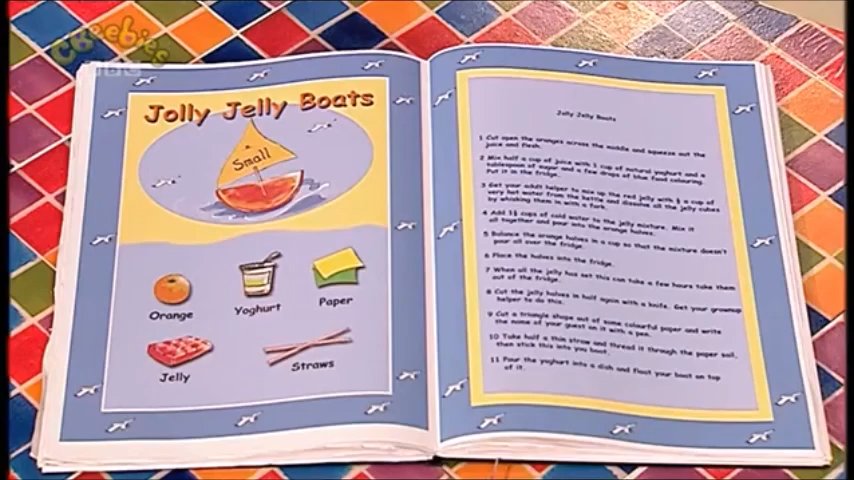 CBeebies
BBC
Jolly Jelly Boats
Small
Orange
Yoghurt
Paper
Jelly
Straws
Jolly Jelly Boats
1 Cut open the oranges across the middle and squeeze out the
juice and flesh.
2 Mix half a cup of juice with 1 cup of natural yoghurt and a
tablespoon of sugar and a few drops of blue food colouring.
Put it in the fridge.
3 Get your adult helper to mix up the red jelly with ½ a cup of
very hot water from the kettle and dissolve all the jelly cubes
by whisking them in with a fork.
4 Add 1½ cups of cold water to the jelly mixture. Mix it
all together and pour into the orange halves.
5 Balance the orange halves in a cup so that the mixture doesn't
pour all over the fridge.
6 Place the halves into the fridge.
7 When all the jelly has set this can take a few hours take them
out of the fridge.
8 Cut the jelly halves in half again with a knife. Get your grownup
helper to do this.
9 Cut a triangle shape out of some colourful paper and write
the name of your guest on it with a pen.
10 Take half a thin straw and thread it through the paper sail,
then stick this into you boat.
11 Pour the yoghurt into a dish and float your boat on top
of it.